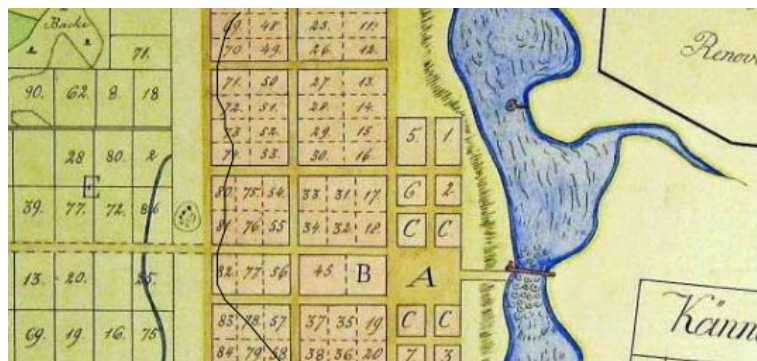 Backe
69. 48. 25. 11.
70. 49. 26. 12.
71.
Renov
90. 62. 8. 18
71. 50 27. 13.
72. 51. 28. 14.
73 52. 29. 15
74. 53. 30. 16
5. 1.
28 80. 2
E
39. 77. 72. 86
80 75 54. 33 31. 17
81 76 55 34. 32. 18.
6 2
C C
13. 20. 25.
82. 77 56 45. B A
69. 19 16. 75
83. 78. 57 37 35 19
84. 79. 58 38. 36. 20
C C
7. 3
Känn